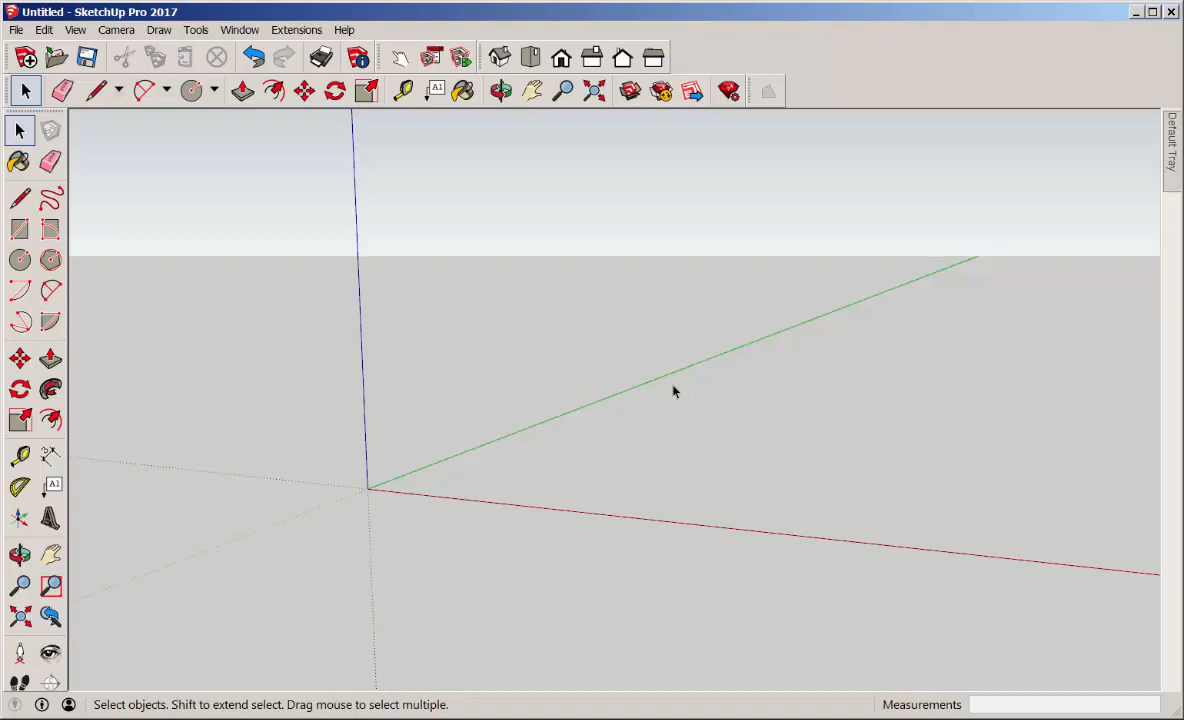 Untitled - SketchUp Pro 2017
File Edit View Camera Draw Tools Window Extensions Help
A1
Default Tray
A1
Select objects. Shift to extend select. Drag mouse to select multiple.
Measurements